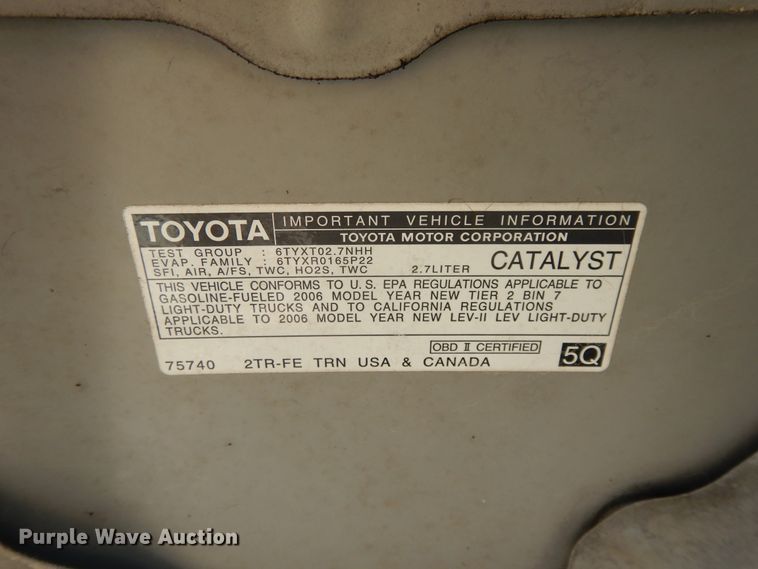 TOYOTA IMPORTANT VEHICLE INFORMATION
TOYOTA MOTOR CORPORATION
TEST GROUP : 6TYXT02.7NHH
EVAP. FAMILY : 6TYXR0165P22
SFI, AIR, A/FS, TWC, HO2S, TWC 2.7LITER CATALYST
THIS VEHICLE CONFORMS TO U.S. EPA REGULATIONS APPLICABLE TO
GASOLINE-FUELED 2006 MODEL YEAR NEW TIER 2 BIN 7
LIGHT-DUTY TRUCKS AND TO CALIFORNIA REGULATIONS
APPLICABLE TO 2006 MODEL YEAR NEW LEV-II LEV LIGHT-DUTY
TRUCKS.
OBD II CERTIFIED
75740 2TR-FE TRN USA & CANADA 5Q
Purple Wave Auction